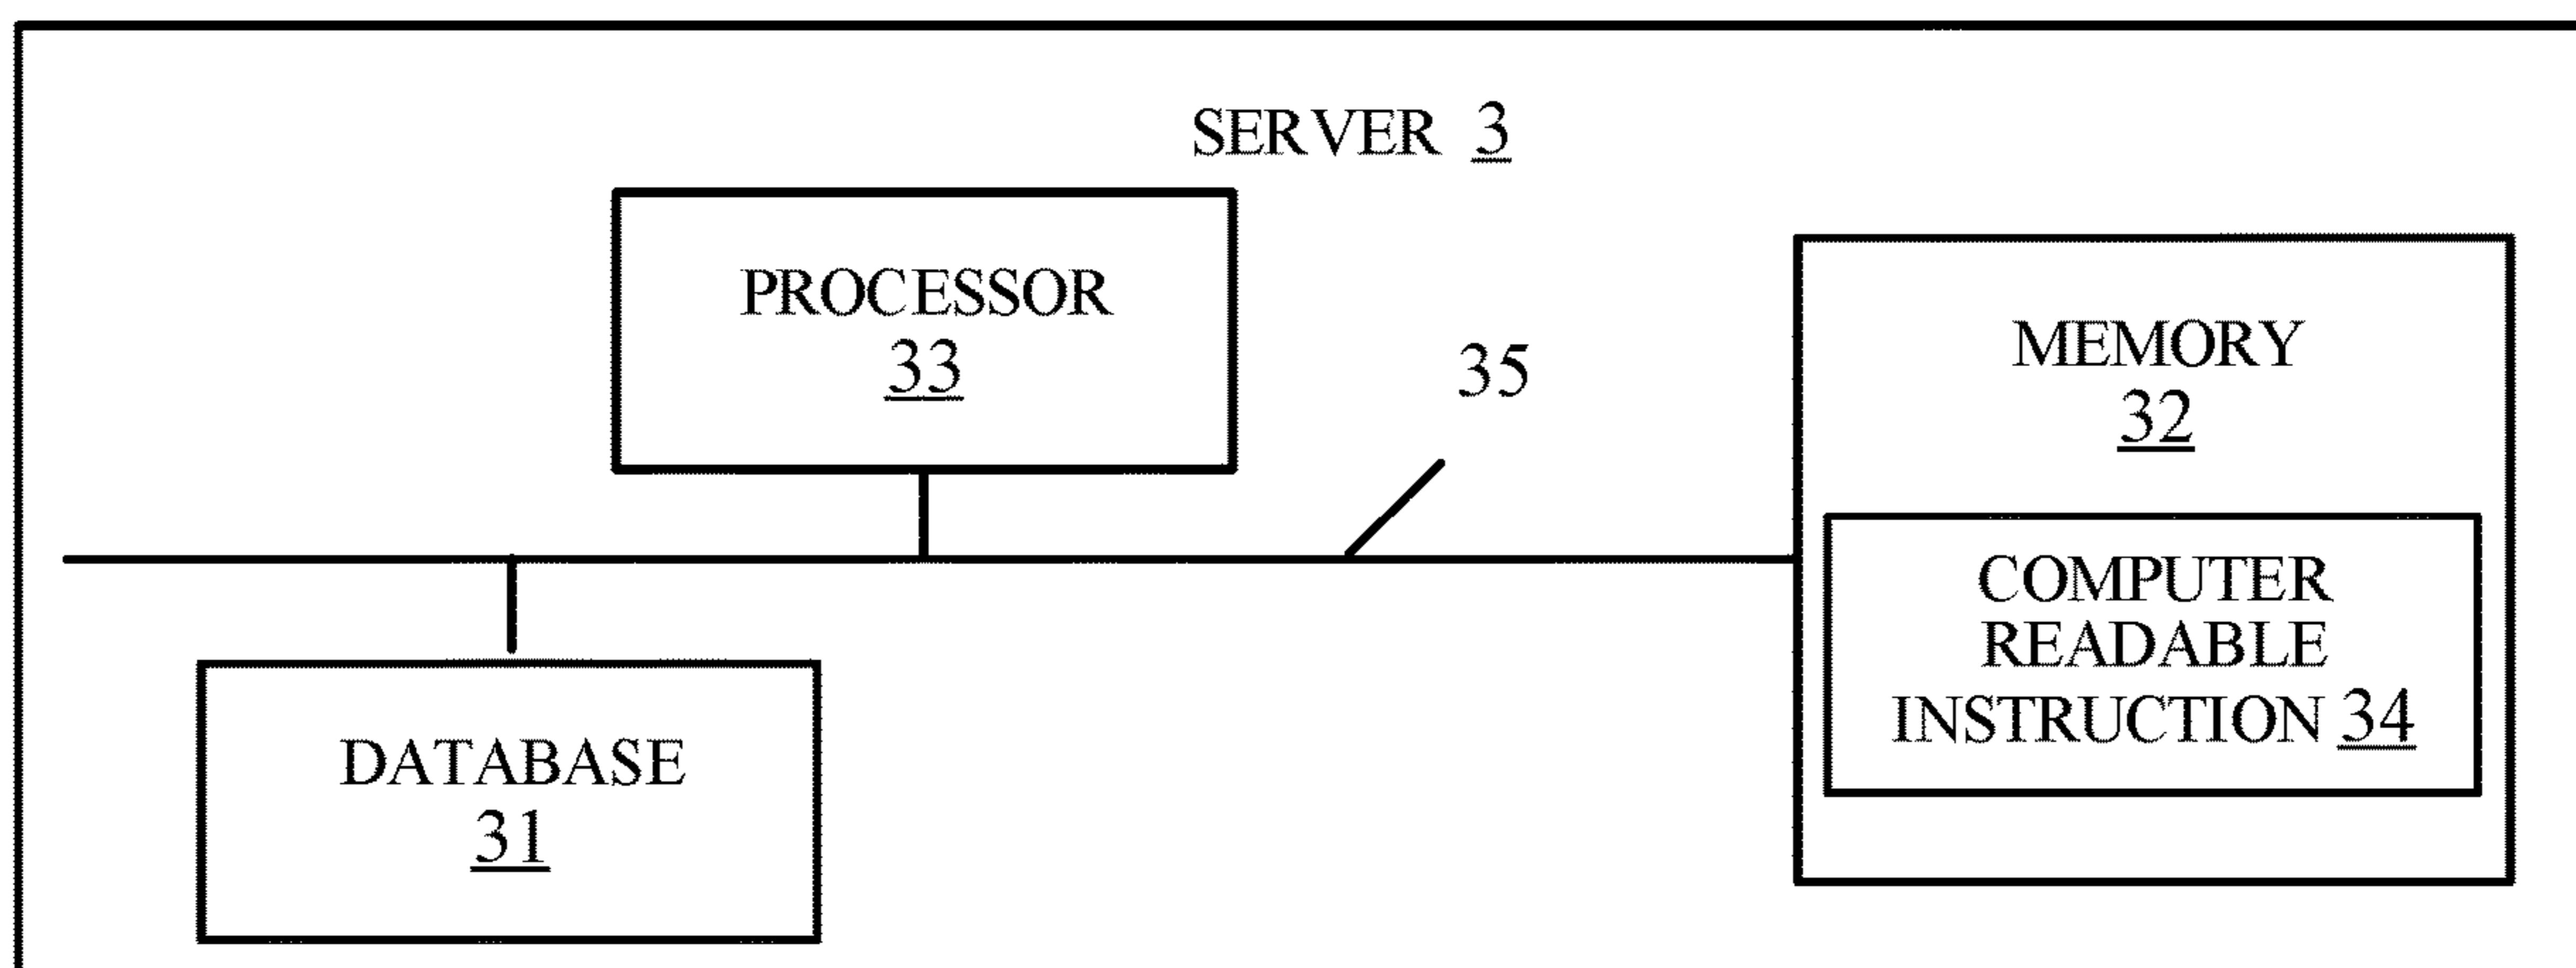 SERVER 3
PROCESSOR
33
35
MEMORY
32
COMPUTER
READABLE
INSTRUCTION 34
DATABASE
31